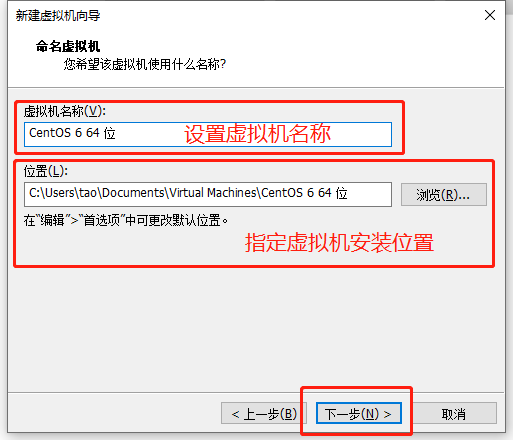 新建虚拟机向导
命名虚拟机
您希望该虚拟机使用什么名称?
虚拟机名称(V):
CentOS 6 64 位
设置虚拟机名称
位置(L):
C:\Users\tao\Documents\Virtual Machines\CentOS 6 64 位
浏览(R)...
在“编辑”>“首选项”中可更改默认位置。
指定虚拟机安装位置
< 上一步(B)
下一步(N) >
取消